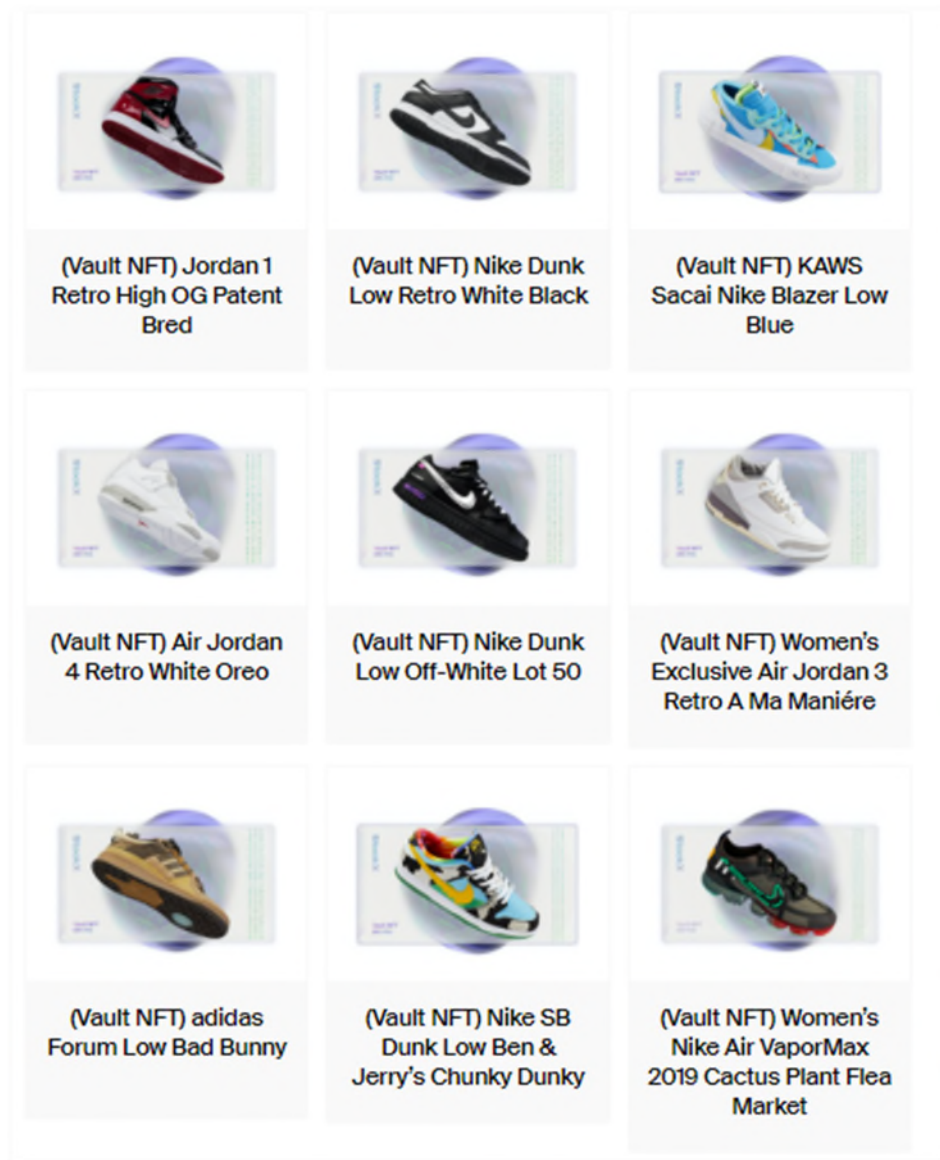 (Vault NFT) Jordan 1
Retro High OG Patent
Bred
(Vault NFT) Nike Dunk
Low Retro White Black
(Vault NFT) KAWS
Sacai Nike Blazer Low
Blue
(Vault NFT) Air Jordan
4 Retro White Oreo
(Vault NFT) Nike Dunk
Low Off-White Lot 50
(Vault NFT) Women's
Exclusive Air Jordan 3
Retro A Ma Maniére
(Vault NFT) adidas
Forum Low Bad Bunny
(Vault NFT) Nike SB
Dunk Low Ben &
Jerry's Chunky Dunky
(Vault NFT) Women's
Nike Air VaporMax
2019 Cactus Plant Flea
Market